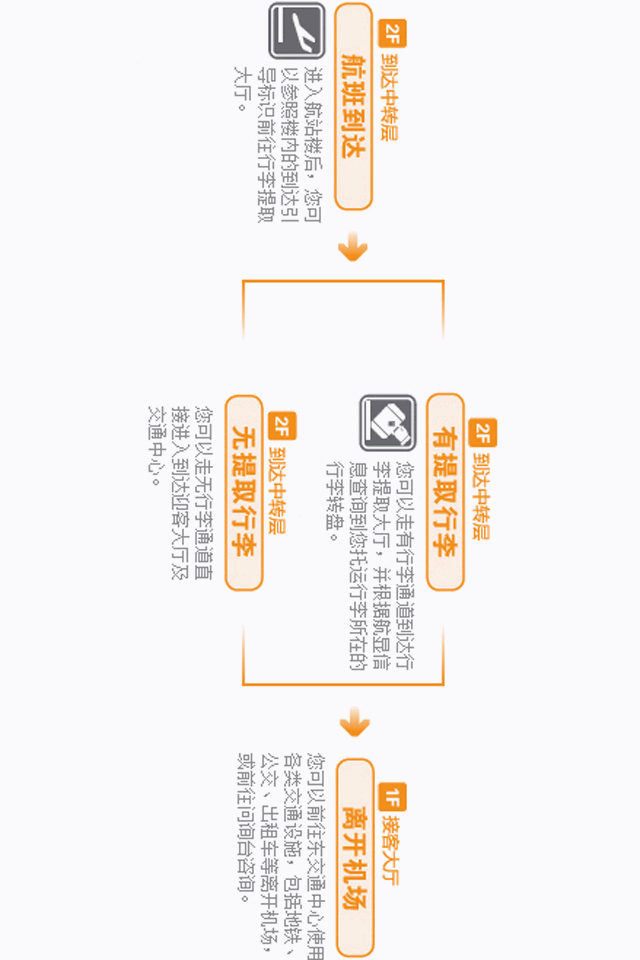 2F 到达中转层
航班到达
进入航站楼后，您可
以参照楼内的到达引
导标识前往行李提取
大厅。
2F 到达中转层
有提取行李
您可以走有行李通道到达行
李提取大厅，并根据航显信
息查询到您托运行李所在的
行李转盘。
2F 到达中转层
无提取行李
您可以走无行李通道直
接进入到达迎客大厅及
交通中心。
1F 接客大厅
离开机场
您可以前往东交通中心使用
各类交通设施，包括地铁、
公交、出租车等离开机场，
或前往问询台咨询。